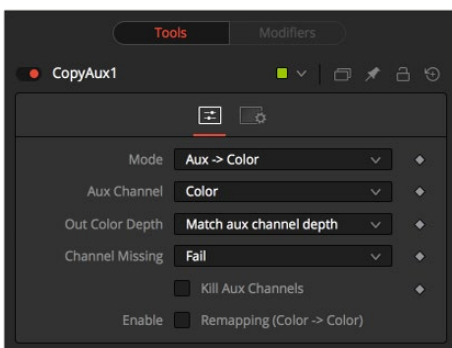 Tools Modifiers
CopyAux1
Mode Aux -> Color
Aux Channel Color
Out Color Depth Match aux channel depth
Channel Missing Fail
Kill Aux Channels
Enable Remapping (Color -> Color)